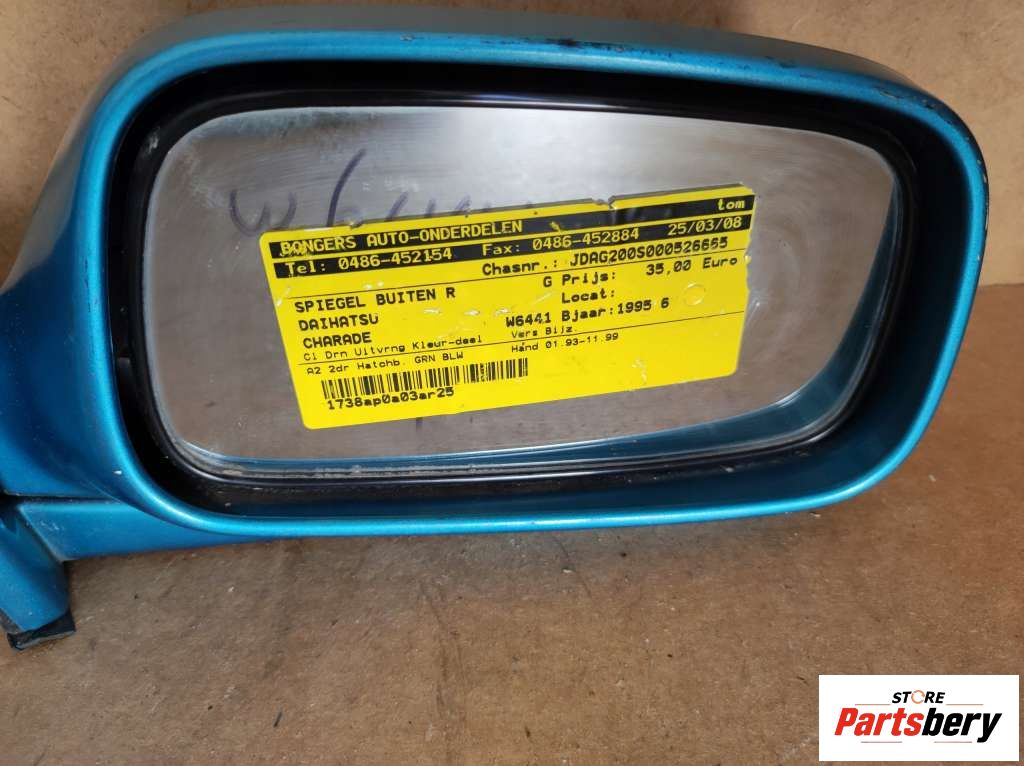 W6441
tom
BONGERS AUTO-ONDERDELEN 25/03/08
Tel: 0486-452154 Fax: 0486-452884
Chasnr.: JDAG200S000526665
SPIEGEL BUITEN R G Prijs: 35,00 Euro
DAIHATSU Locat:
CHARADE W6441 Bjaar: 1995 6
Cl Drn Uitvrng Kleur-deel Vers Bijz.
A2 2dr Hatchb. GRN BLW Hand 01.93-11.99
1738ap0a03ar25
STORE
Partsbery